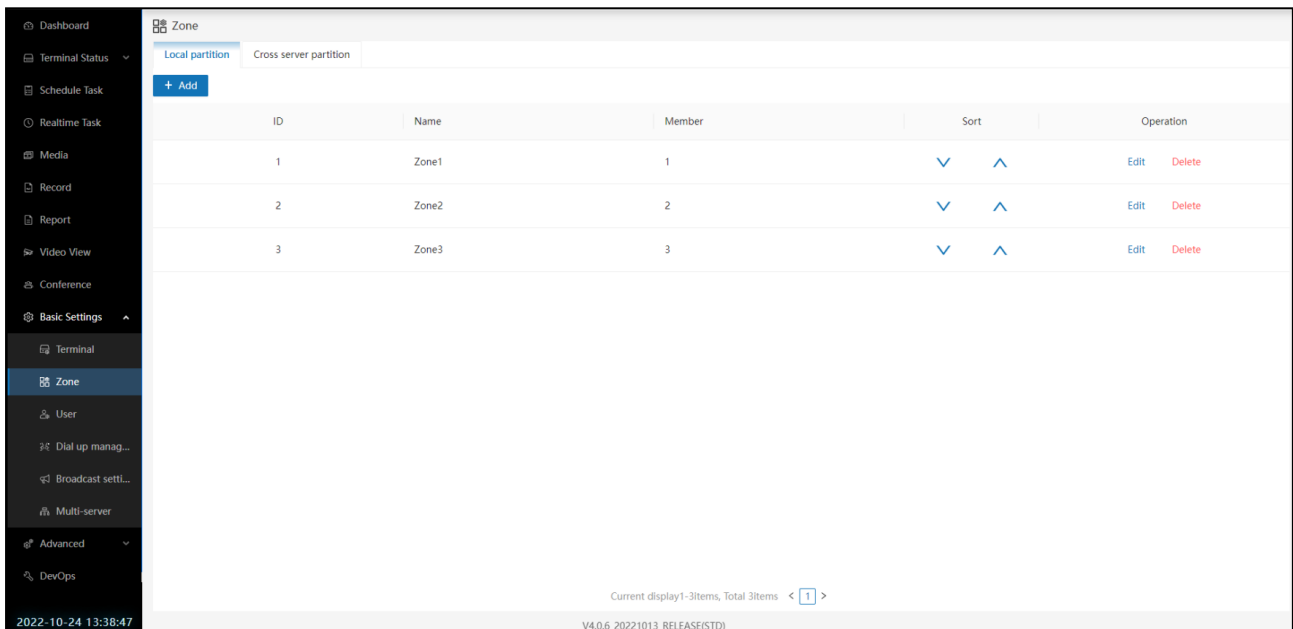 Dashboard
Terminal Status
Schedule Task
Realtime Task
Media
Record
Report
Video View
Conference
Basic Settings
Terminal
Zone
User
Dial up manag...
Broadcast setti...
Multi-server
Advanced
DevOps
2022-10-24 13:38:47
Zone
Local partition Cross server partition
+ Add
ID Name Member Sort Operation
1 Zone1 1 Edit Delete
2 Zone2 2 Edit Delete
3 Zone3 3 Edit Delete
Current display1-3items, Total 3items < 1 >
V4.0.6_20221013_RELEASE(STD)